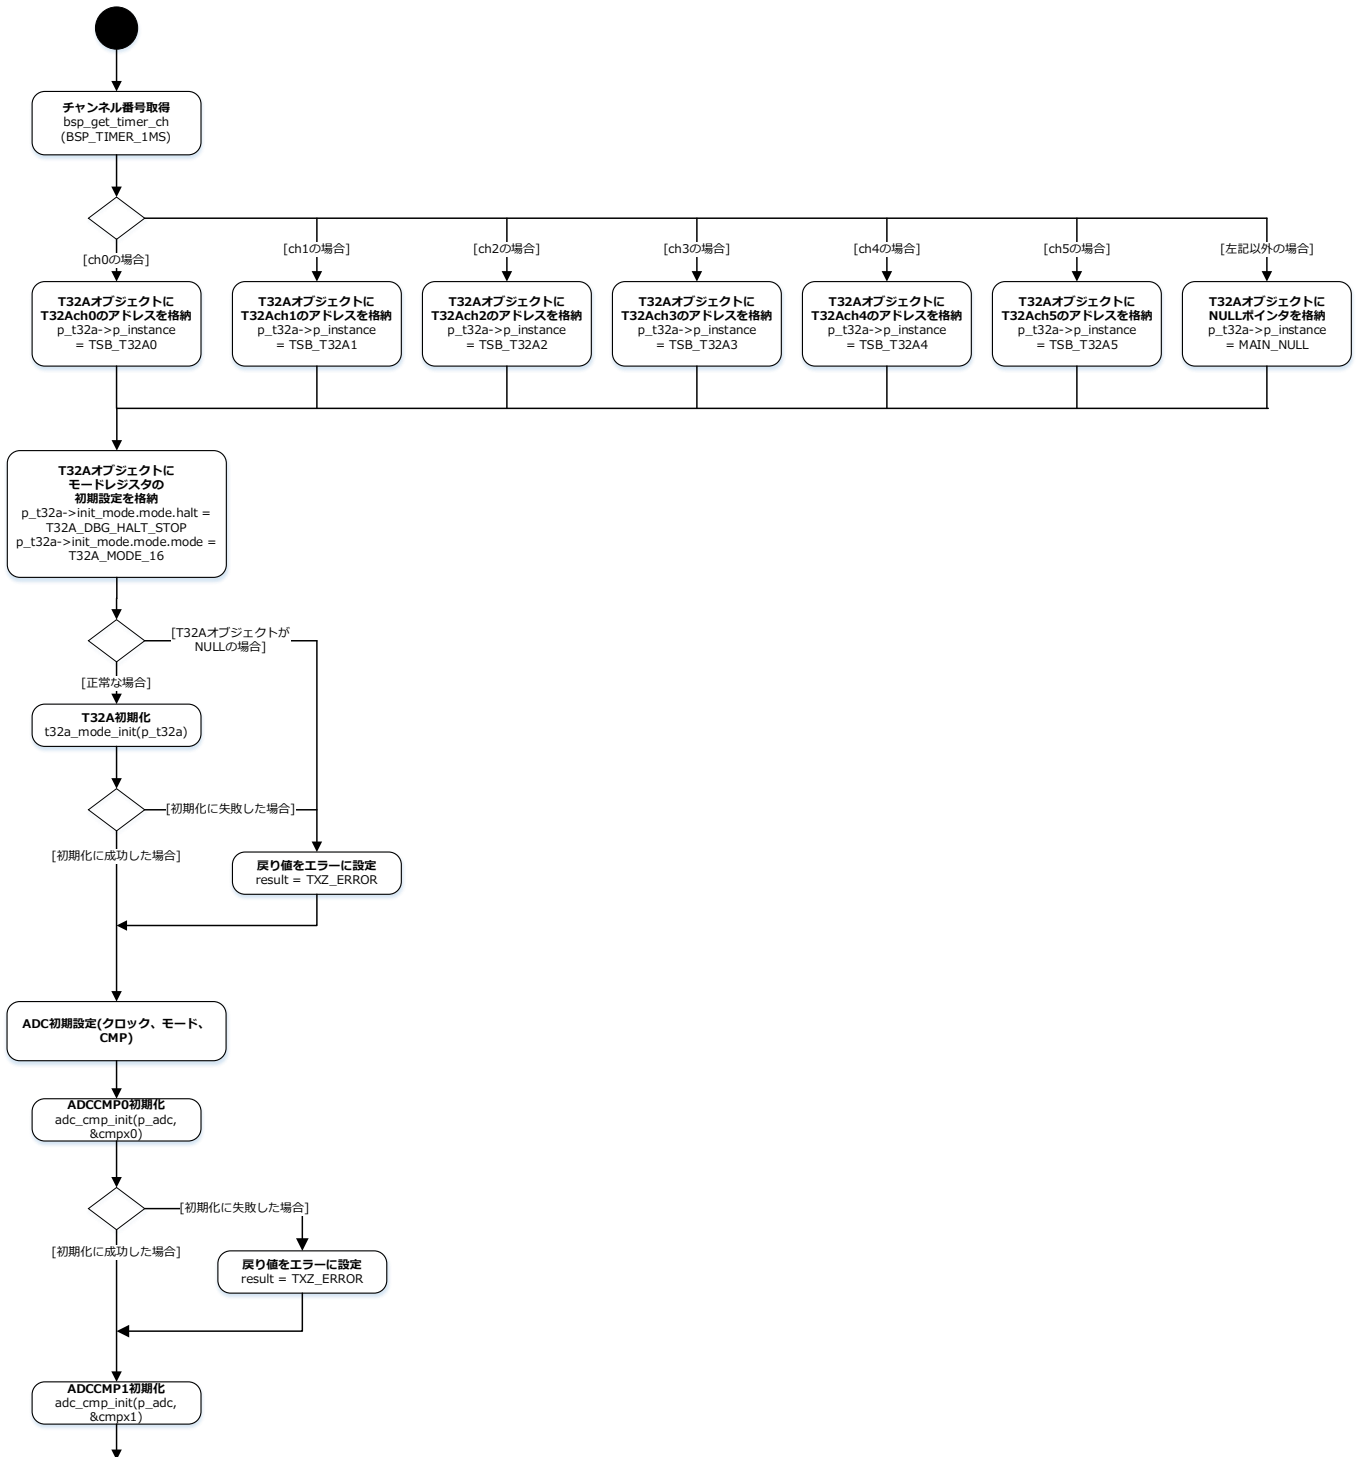 チャンネル番号取得
bsp_get_timer_ch
(BSP_TIMER_1MS)
[ch0の場合]
[ch1の場合]
[ch2の場合]
[ch3の場合]
[ch4の場合]
[ch5の場合]
[左記以外の場合]
T32Aオブジェクトに
T32Ach0のアドレスを格納
p_t32a->p_instance
= TSB_T32A0
T32Aオブジェクトに
T32Ach1のアドレスを格納
p_t32a->p_instance
= TSB_T32A1
T32Aオブジェクトに
T32Ach2のアドレスを格納
p_t32a->p_instance
= TSB_T32A2
T32Aオブジェクトに
T32Ach3のアドレスを格納
p_t32a->p_instance
= TSB_T32A3
T32Aオブジェクトに
T32Ach4のアドレスを格納
p_t32a->p_instance
= TSB_T32A4
T32Aオブジェクトに
T32Ach5のアドレスを格納
p_t32a->p_instance
= TSB_T32A5
T32Aオブジェクトに
NULLポインタを格納
p_t32a->p_instance
= MAIN_NULL
T32Aオブジェクトに
モードレジスタの
初期設定を格納
p_t32a->init_mode.mode.halt =
T32A_DBG_HALT_STOP
p_t32a->init_mode.mode.mode =
T32A_MODE_16
[T32Aオブジェクトが
NULLの場合]
[正常な場合]
T32A初期化
t32a_mode_init(p_t32a)
[初期化に失敗した場合]
[初期化に成功した場合]
戻り値をエラーに設定
result = TXZ_ERROR
ADC初期設定(クロック、モード、
CMP)
ADCCMP0初期化
adc_cmp_init(p_adc,
&cmpx0)
[初期化に失敗した場合]
[初期化に成功した場合]
戻り値をエラーに設定
result = TXZ_ERROR
ADCCMP1初期化
adc_cmp_init(p_adc,
&cmpx1)